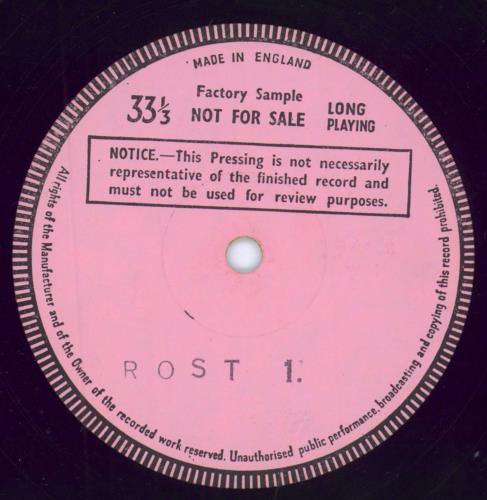 MADE IN ENGLAND
Factory Sample
33⅓ NOT FOR SALE LONG PLAYING
NOTICE.—This Pressing is not necessarily
representative of the finished record and
must not be used for review purposes.
All rights of the Manufacturer and of the Owner of the recorded work reserved. Unauthorised public performance, broadcasting and copying of this record prohibited.
ROST 1.